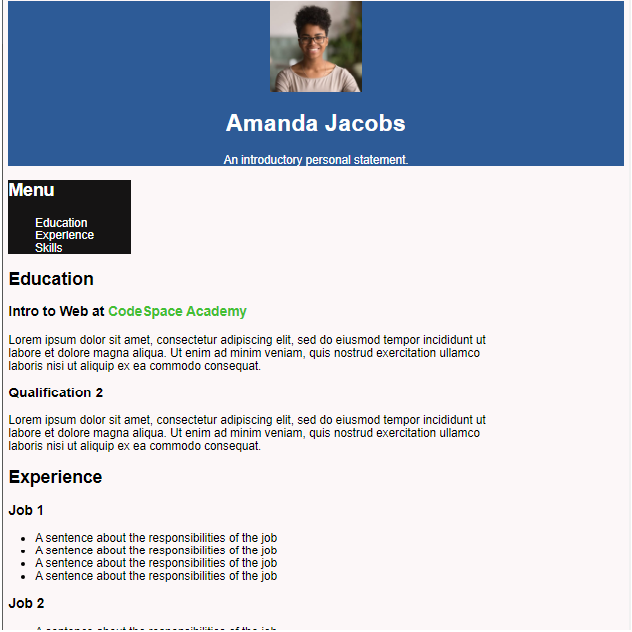 Amanda Jacobs
An introductory personal statement.
Menu
Education
Experience
Skills
Education
Intro to Web at CodeSpace Academy
Lorem ipsum dolor sit amet, consectetur adipiscing elit, sed do eiusmod tempor incididunt ut
labore et dolore magna aliqua. Ut enim ad minim veniam, quis nostrud exercitation ullamco
laboris nisi ut aliquip ex ea commodo consequat.
Qualification 2
Lorem ipsum dolor sit amet, consectetur adipiscing elit, sed do eiusmod tempor incididunt ut
labore et dolore magna aliqua. Ut enim ad minim veniam, quis nostrud exercitation ullamco
laboris nisi ut aliquip ex ea commodo consequat.
Experience
Job 1
A sentence about the responsibilities of the job
A sentence about the responsibilities of the job
A sentence about the responsibilities of the job
A sentence about the responsibilities of the job
Job 2